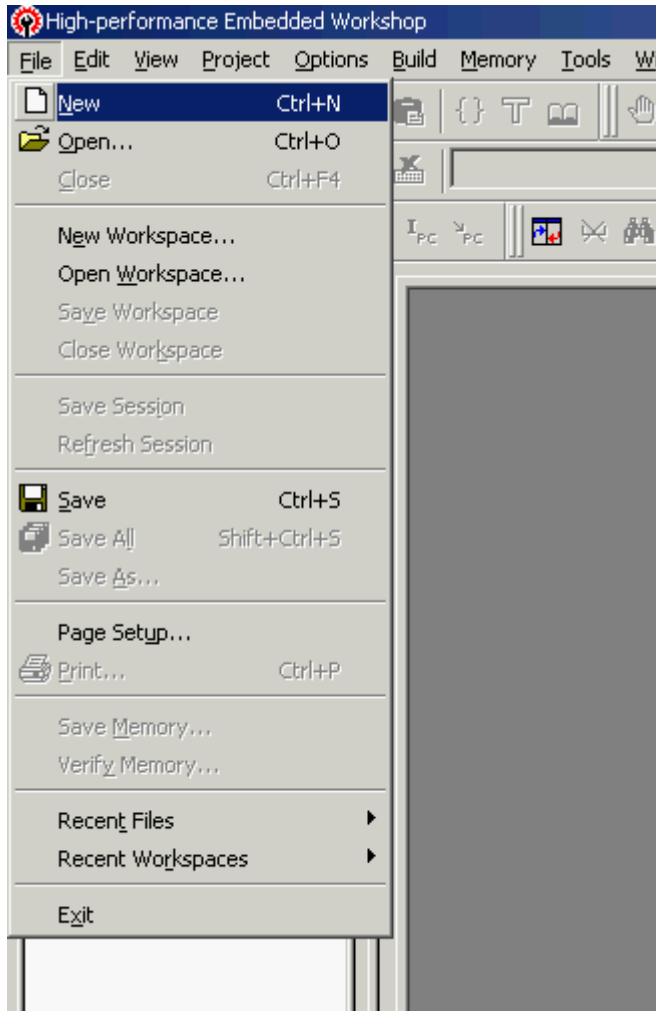 High-performance Embedded Workshop
File Edit View Project Options Build Memory Tools
New Ctrl+N
Open... Ctrl+O
Close Ctrl+F4
New Workspace...
Open Workspace...
Save Workspace
Close Workspace
Save Session
Refresh Session
Save Ctrl+S
Save All Shift+Ctrl+S
Save As...
Page Setup...
Print... Ctrl+P
Save Memory...
Verify Memory...
Recent Files
Recent Workspaces
Exit
{} T
I PC PC